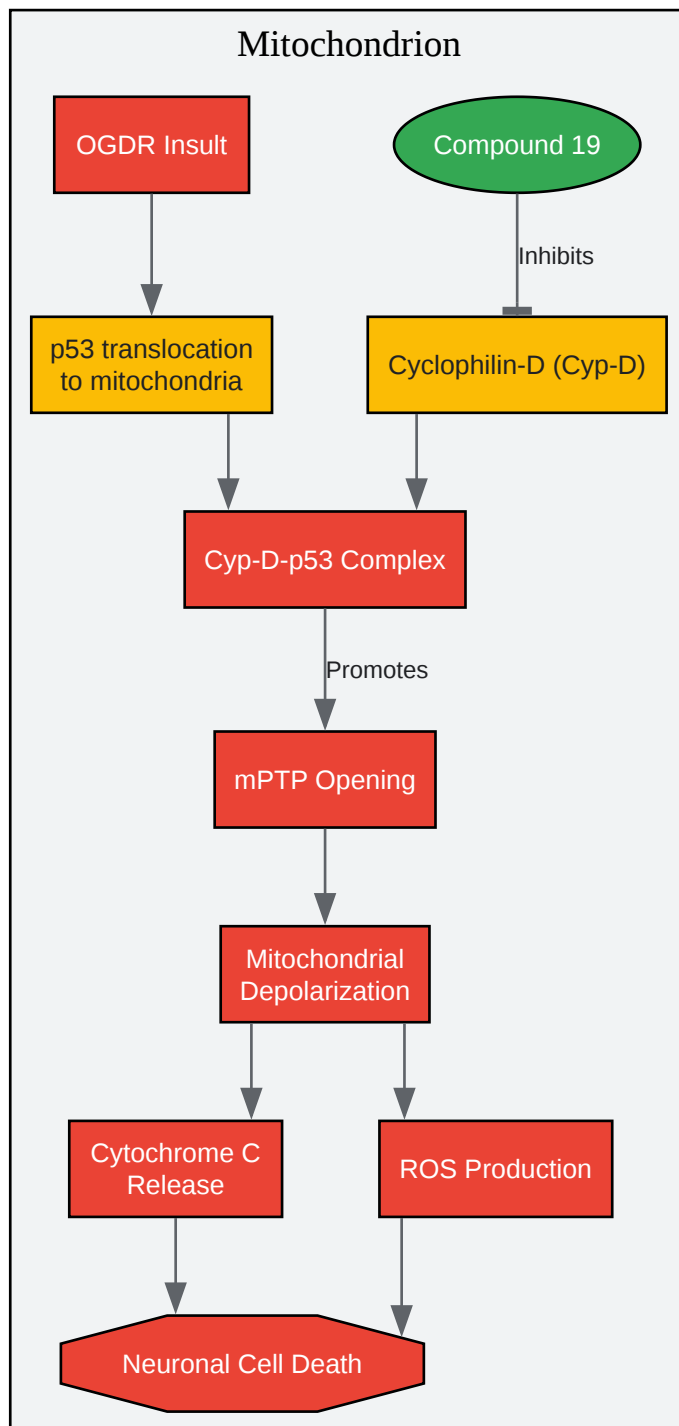 Mitochondrion
OGDR Insult
Compound 19
Inhibits
p53 translocation
to mitochondria
Cyclophilin-D (Cyp-D)
Cyp-D-p53 Complex
Promotes
mPTP Opening
Mitochondrial
Depolarization
Cytochrome C
Release
ROS Production
Neuronal Cell Death